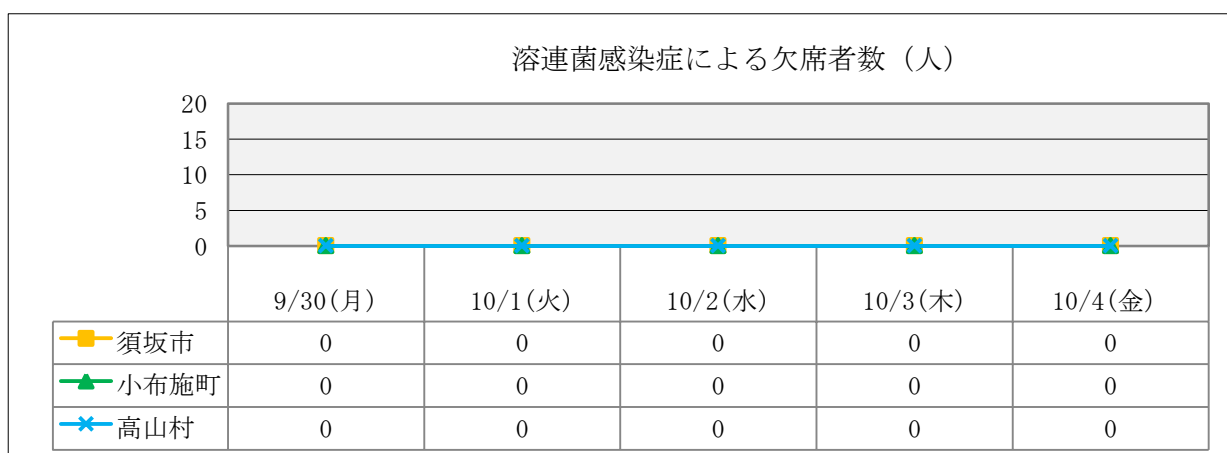 溶連菌感染症による欠席者数（人）
20
15
10
5
0
9/30(月) 10/1(火) 10/2(水) 10/3(木) 10/4(金)
須坂市 0 0 0 0 0
小布施町 0 0 0 0 0
高山村 0 0 0 0 0